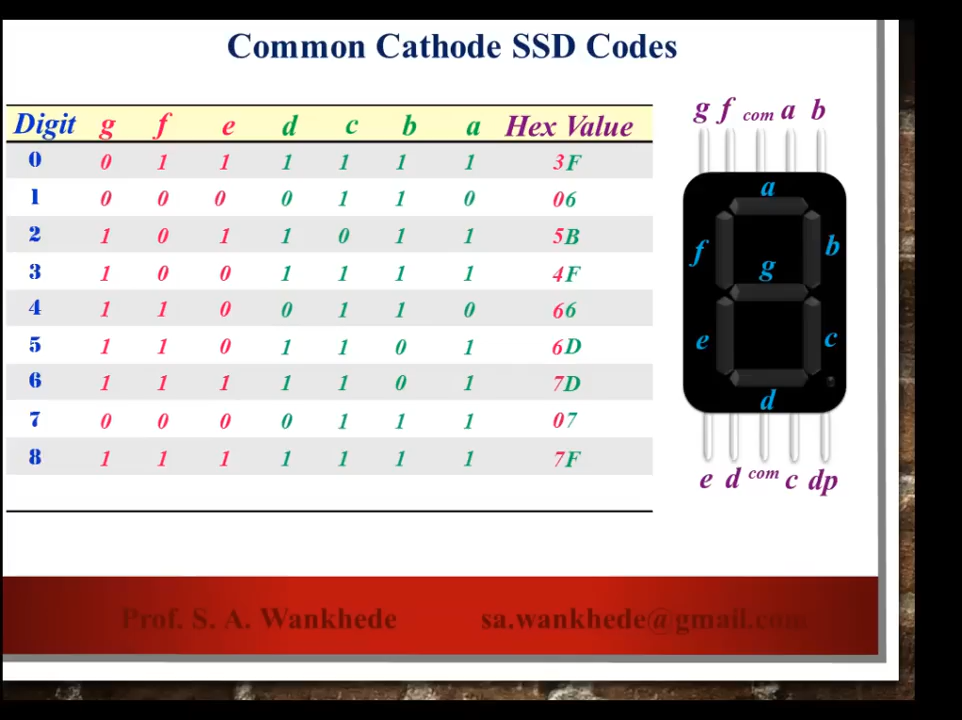 Common Cathode SSD Codes
Digit g f e d c b a Hex Value
0 0 1 1 1 1 1 1 3F
1 0 0 0 0 1 1 0 06
2 1 0 1 1 0 1 1 5B
3 1 0 0 1 1 1 1 4F
4 1 1 0 0 1 1 0 66
5 1 1 0 1 1 0 1 6D
6 1 1 1 1 1 0 1 7D
7 0 0 0 0 1 1 1 07
8 1 1 1 1 1 1 1 7F
g f com a b
a
f b
g
e c
d
e d com c dp
Prof. S. A. Wankhede sa.wankhede@gmail.com